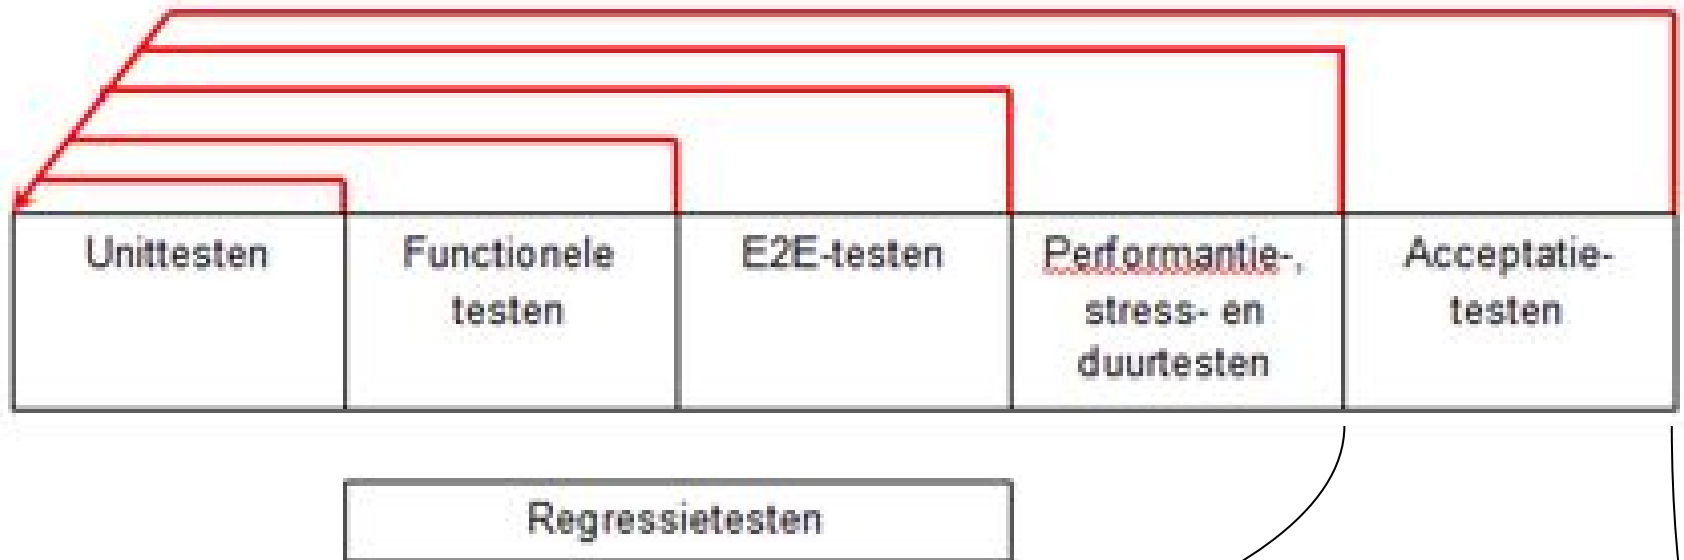 Unittesten
Functionele
testen
E2E-testen
Performantie-,
stress- en
duurtesten
Acceptatie-
testen
Regressietesten